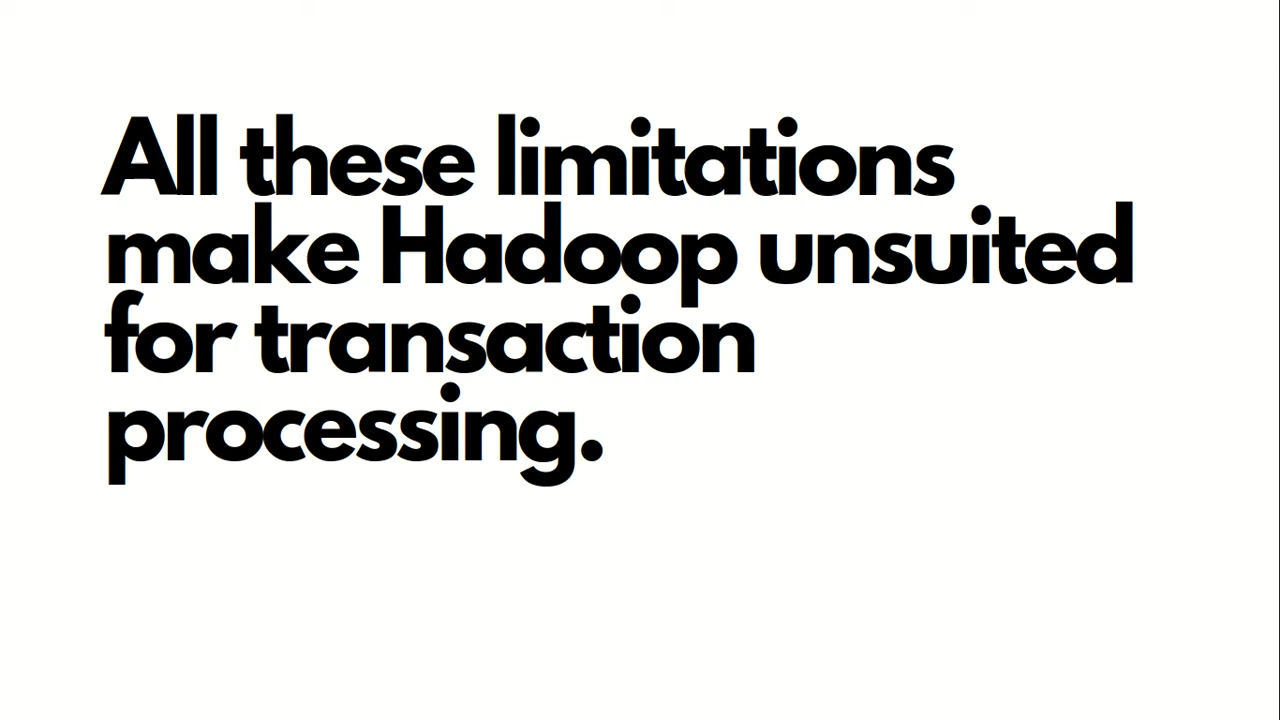 All these limitations
make Hadoop unsuited
for transaction
processing.